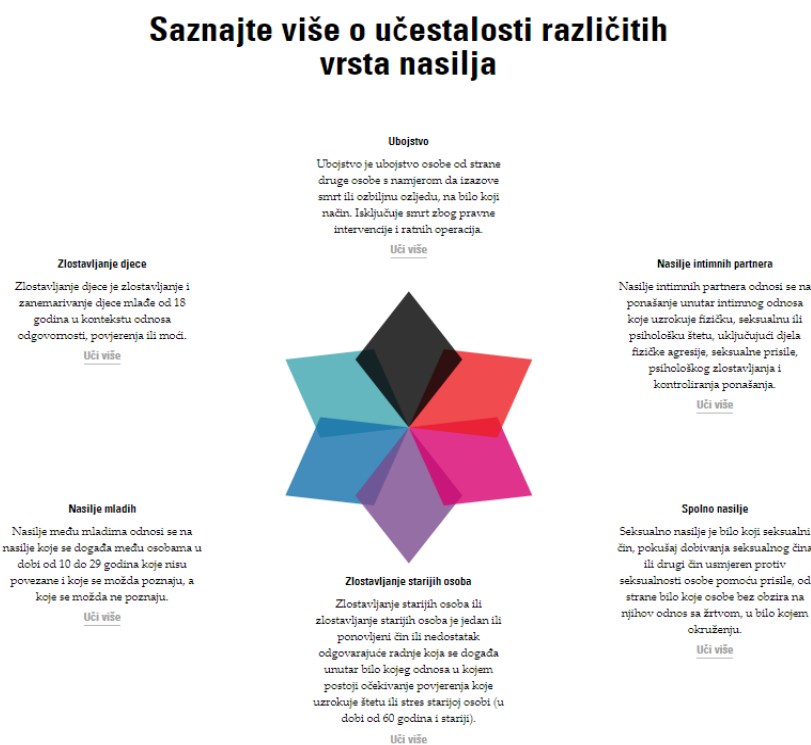 Saznajte više o učestalosti različitih
vrsta nasilja
Ubojstvo
Ubojstvo je ubojstvo osobe od strane
druge osobe s namjerom da izazove
smrt ili ozbiljnu ozljedu, na bilo koji
način. Isključuje smrt zbog pravne
intervencije i ratnih operacija.
Uči više
Zlostavljanje djece
Zlostavljanje djece je zlostavljanje i
zanemarivanje djece mlađe od 18
godina u kontekstu odnosa
odgovornosti, povjerenja ili moći.
Uči više
Nasilje intimnih partnera
Nasilje intimnih partnera odnosi se na
ponašanje unutar intimnog odnosa
koje uzrokuje fizičku, seksualnu ili
psihološku štetu, uključujući djela
fizičke agresije, seksualne prisile,
psihološkog zlostavljanja i
kontroliranja ponašanja.
Uči više
Nasilje mladih
Nasilje među mladima odnosi se na
nasilje koje se događa među osobama u
dobi od 10 do 29 godina koje nisu
povezane i koje se možda poznaju, a
koje se možda ne poznaju.
Uči više
Spolno nasilje
Seksualno nasilje je bilo koji seksualni
čin, pokušaj dobivanja seksualnog čina
ili drugi čin usmjeren protiv
seksualnosti osobe pomoću prisile, od
strane bilo koje osobe bez obzira na
njihov odnos sa žrtvom, u bilo kojem
okruženju.
Uči više
Zlostavljanje starijih osoba
Zlostavljanje starijih osoba ili
zlostavljanje starijih osoba je jedan ili
ponovljeni čin ili nedostatak
odgovarajuće radnje koja se događa
unutar bilo kojeg odnosa u kojem
postoji očekivanje povjerenja koje
uzrokuje štetu ili stres starijoj osobi (u
dobi od 60 godina i stariji).
Uči više